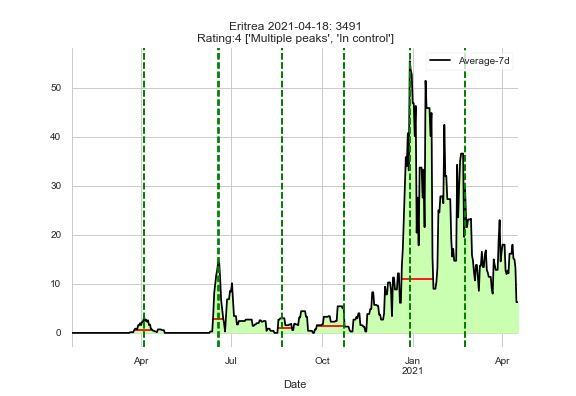 Eritrea 2021-04-18: 3491
Rating:4 ['Multiple peaks', 'In control']
Average-7d
50
40
30
20
10
0
Apr
Jul
Oct
Jan
2021
Apr
Date